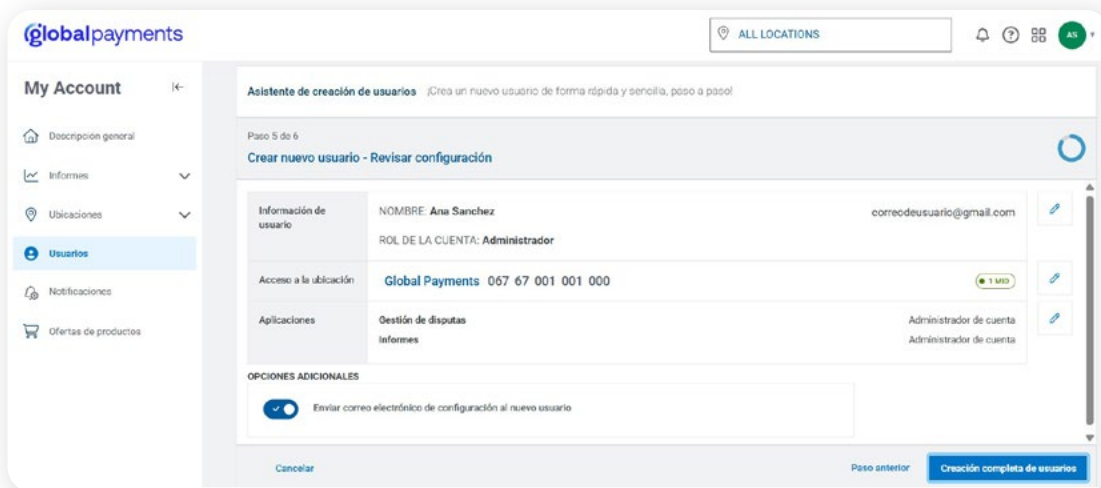 globalpayments
ALL LOCATIONS
AS
My Account
Asistente de creación de usuarios ¡Crea un nuevo usuario de forma rápida y sencilla, paso a paso!
Descripción general
Informes
Ubicaciones
Usuarios
Notificaciones
Ofertas de productos
Paso 5 de 6
Crear nuevo usuario - Revisar configuración
Información de usuario
NOMBRE: Ana Sanchez
correodeusuario@gmail.com
ROL DE LA CUENTA: Administrador
Acceso a la ubicación
Global Payments 067 67 001 001 000
1 MID
Aplicaciones
Gestión de disputas
Administrador de cuenta
Informes
Administrador de cuenta
OPCIONES ADICIONALES
Enviar correo electrónico de configuración al nuevo usuario
Cancelar
Paso anterior
Creación completa de usuarios